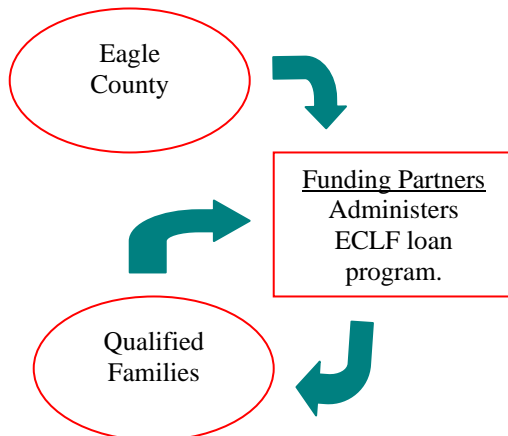 Eagle
County
Funding Partners
Administers
ECLF loan
program.
Qualified
Families